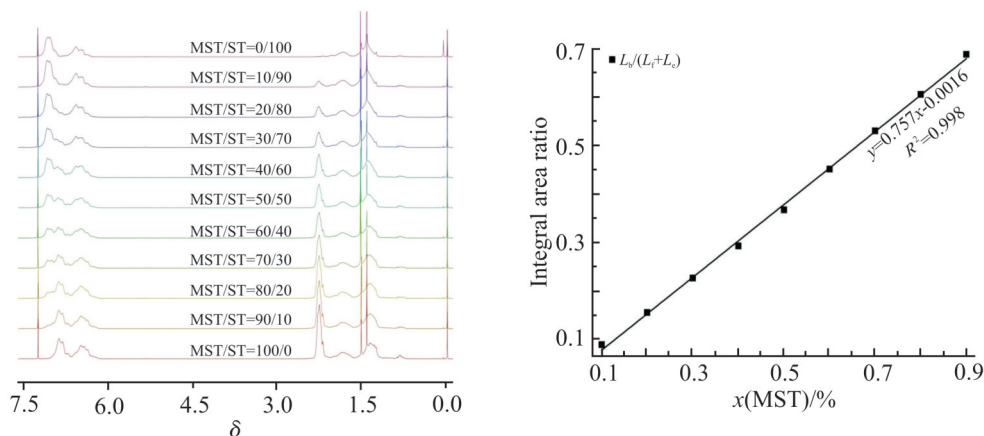 MST/ST=0/100
MST/ST=10/90
MST/ST=20/80
MST/ST=30/70
MST/ST=40/60
MST/ST=50/50
MST/ST=60/40
MST/ST=70/30
MST/ST=80/20
MST/ST=90/10
MST/ST=100/0
7.5 6.0 4.5 3.0 1.5 0.0
δ
Integral area ratio
0.7
0.5
0.3
0.1
Lb/(Lf+Le)
y=0.757x-0.0016
R²=0.998
0.1 0.3 0.5 0.7 0.9
x(MST)/%